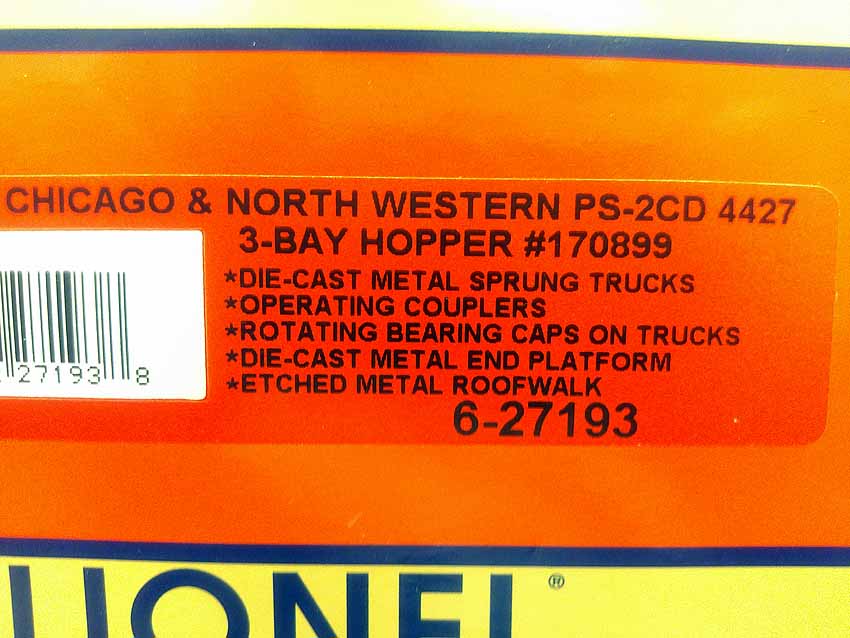 CHICAGO & NORTH WESTERN PS-2CD 4427
3-BAY HOPPER #170899
*DIE-CAST METAL SPRUNG TRUCKS
*OPERATING COUPLERS
*ROTATING BEARING CAPS ON TRUCKS
*DIE-CAST METAL END PLATFORM
*ETCHED METAL ROOFWALK
6-27193
27193 8
LIONEL®